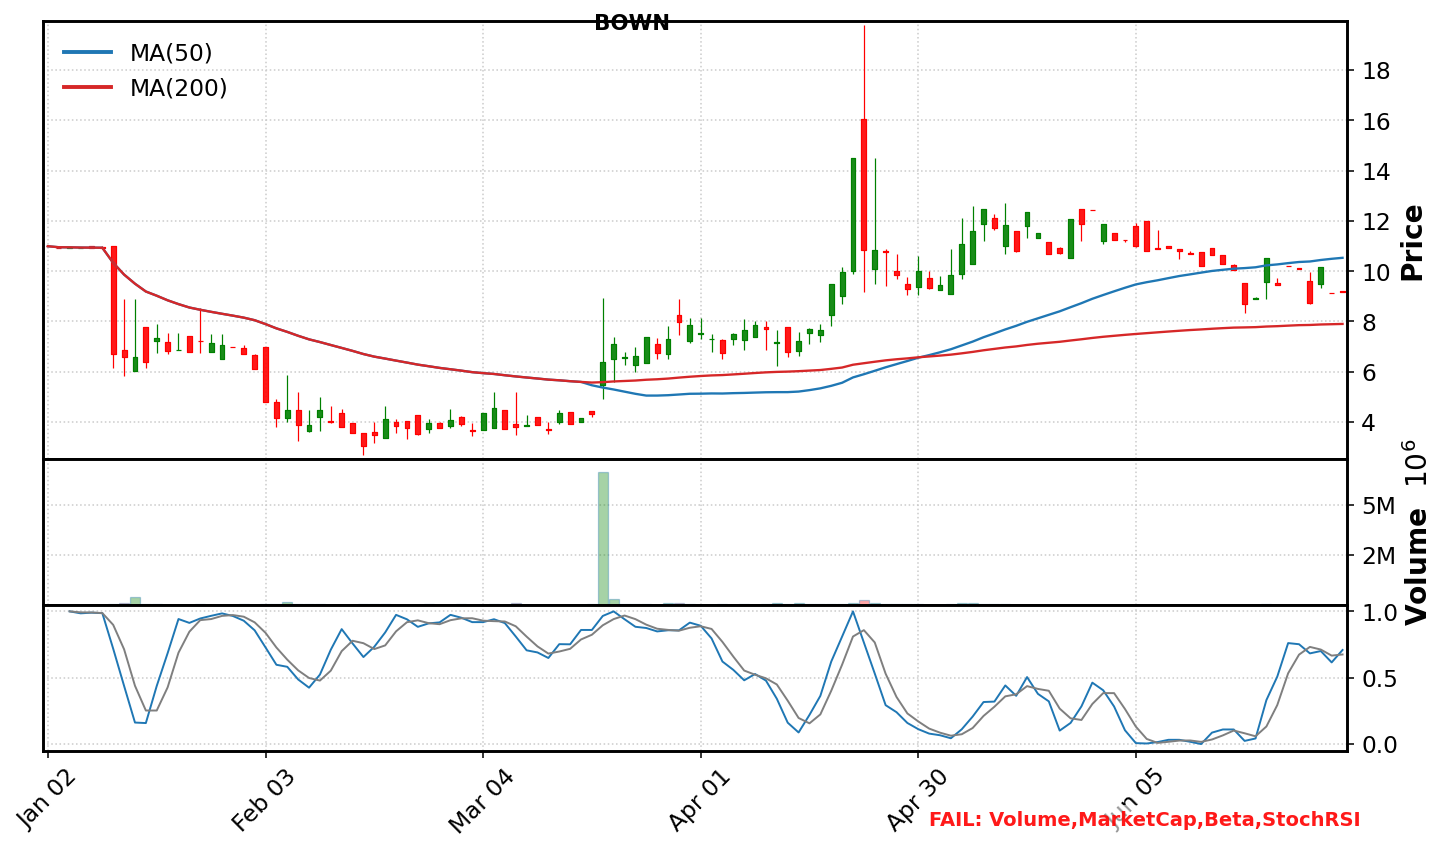 BOWN
MA(50)
MA(200)
18
16
14
12
10
8
6
4
Price
5M
2M
Volume 10^6
1.0
0.5
0.0
Jan 02
Feb 03
Mar 04
Apr 01
Apr 30
Jun 05
FAIL: Volume,MarketCap,Beta,StochRSI